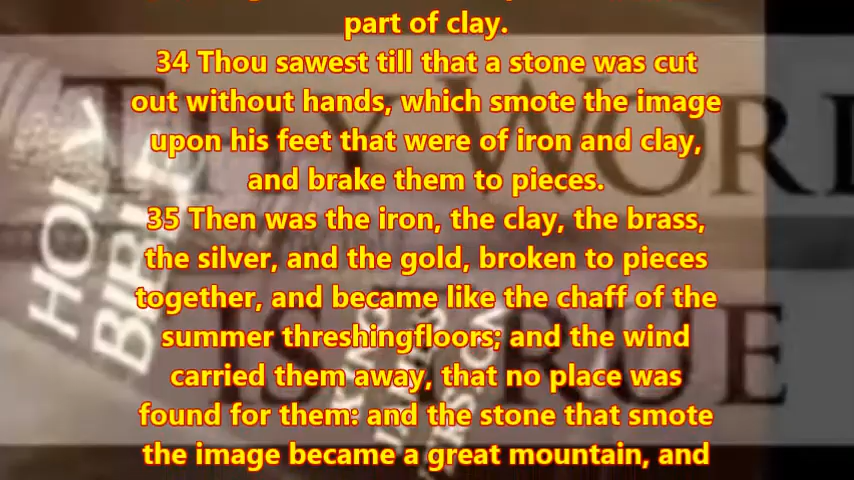 part of clay.
34 Thou sawest till that a stone was cut
out without hands, which smote the image
upon his feet that were of iron and clay,
and brake them to pieces.
35 Then was the iron, the clay, the brass,
the silver, and the gold, broken to pieces
together, and became like the chaff of the
summer threshingfloors; and the wind
carried them away, that no place was
found for them: and the stone that smote
the image became a great mountain, and
THY WORD
IS TRUE
HOLY
BIBLE
KING
JAMES
VERSION